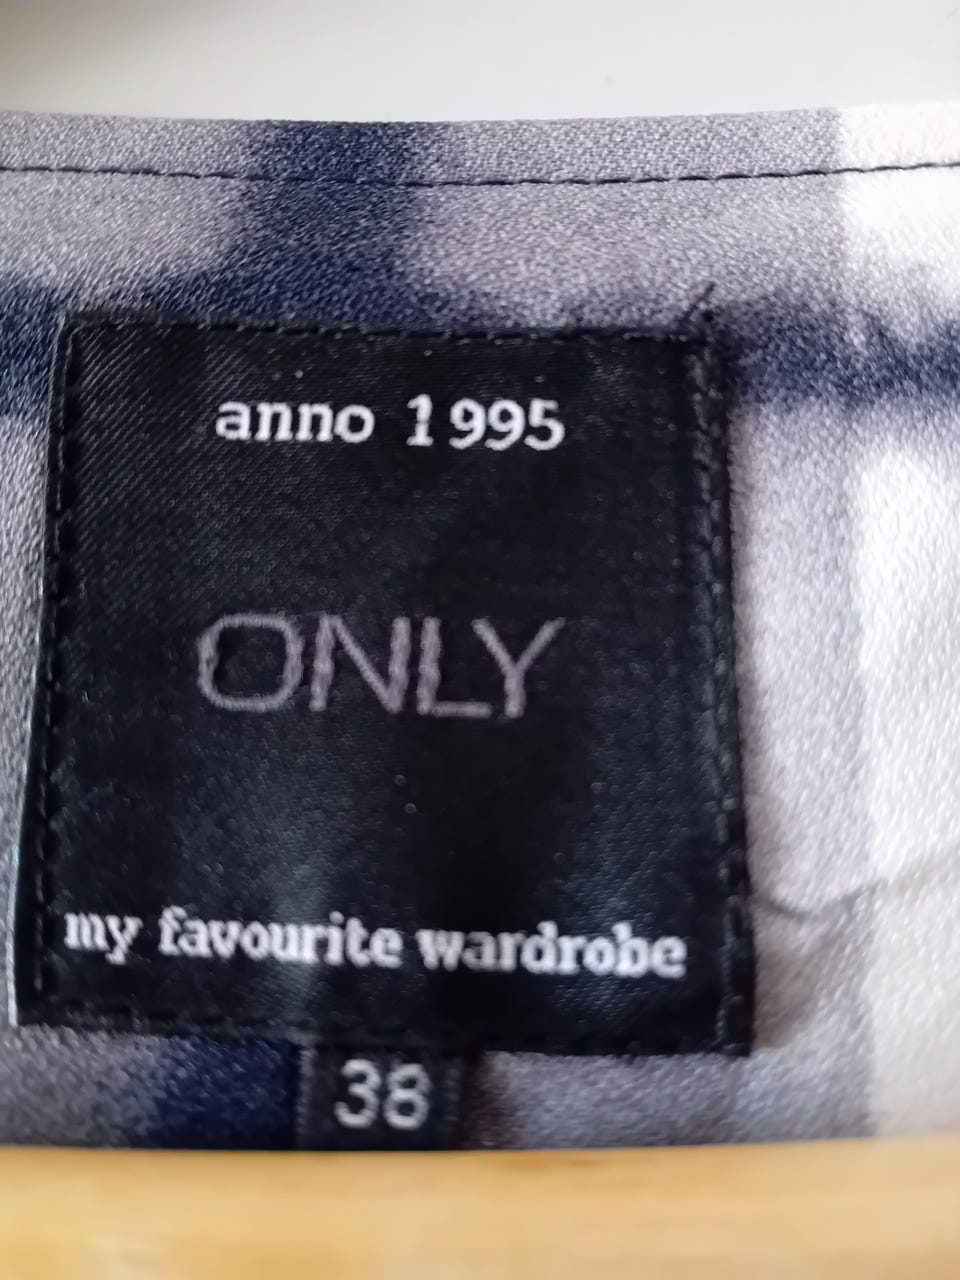 anno 1995
ONLY
my favourite wardrobe
38